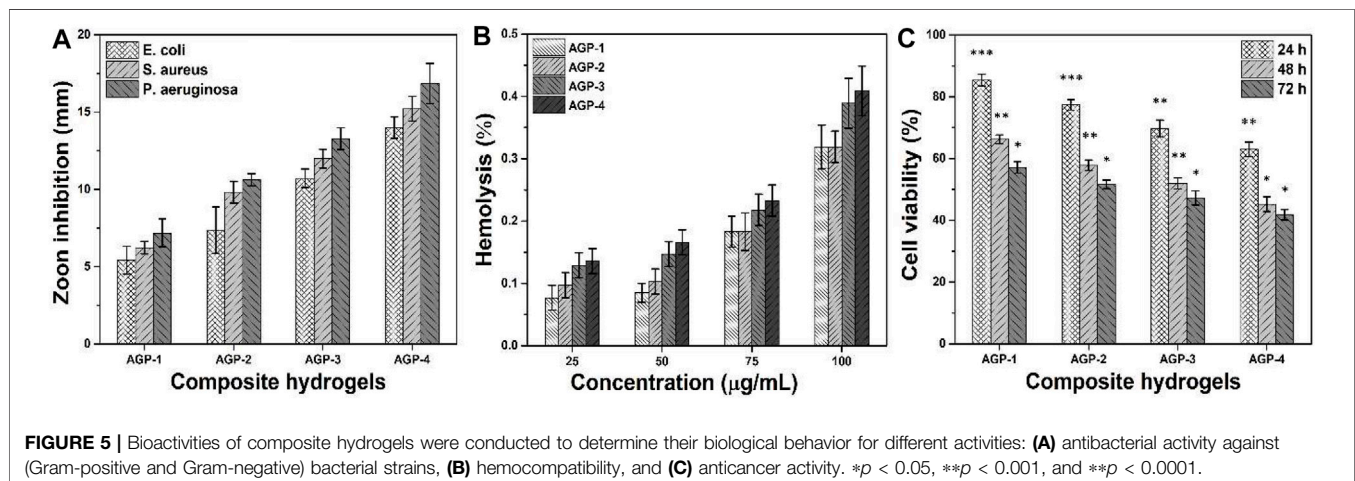 A
E. coli
S. aureus
P. aeruginosa
Zoon inhibition (mm)
20
15
10
5
0
AGP-1 AGP-2 AGP-3 AGP-4
Composite hydrogels
B
AGP-1
AGP-2
AGP-3
AGP-4
Hemolysis (%)
0.5
0.4
0.3
0.2
0.1
0.0
25 50 75 100
Concentration (μg/mL)
C
24 h
48 h
72 h
Cell viability (%)
100
80
60
40
20
0
*** ** *
*** ** *
** ** *
** * *
AGP-1 AGP-2 AGP-3 AGP-4
Composite hydrogels
FIGURE 5 | Bioactivities of composite hydrogels were conducted to determine their biological behavior for different activities: (A) antibacterial activity against
(Gram-positive and Gram-negative) bacterial strains, (B) hemocompatibility, and (C) anticancer activity. *p < 0.05, **p < 0.001, and **p < 0.0001.